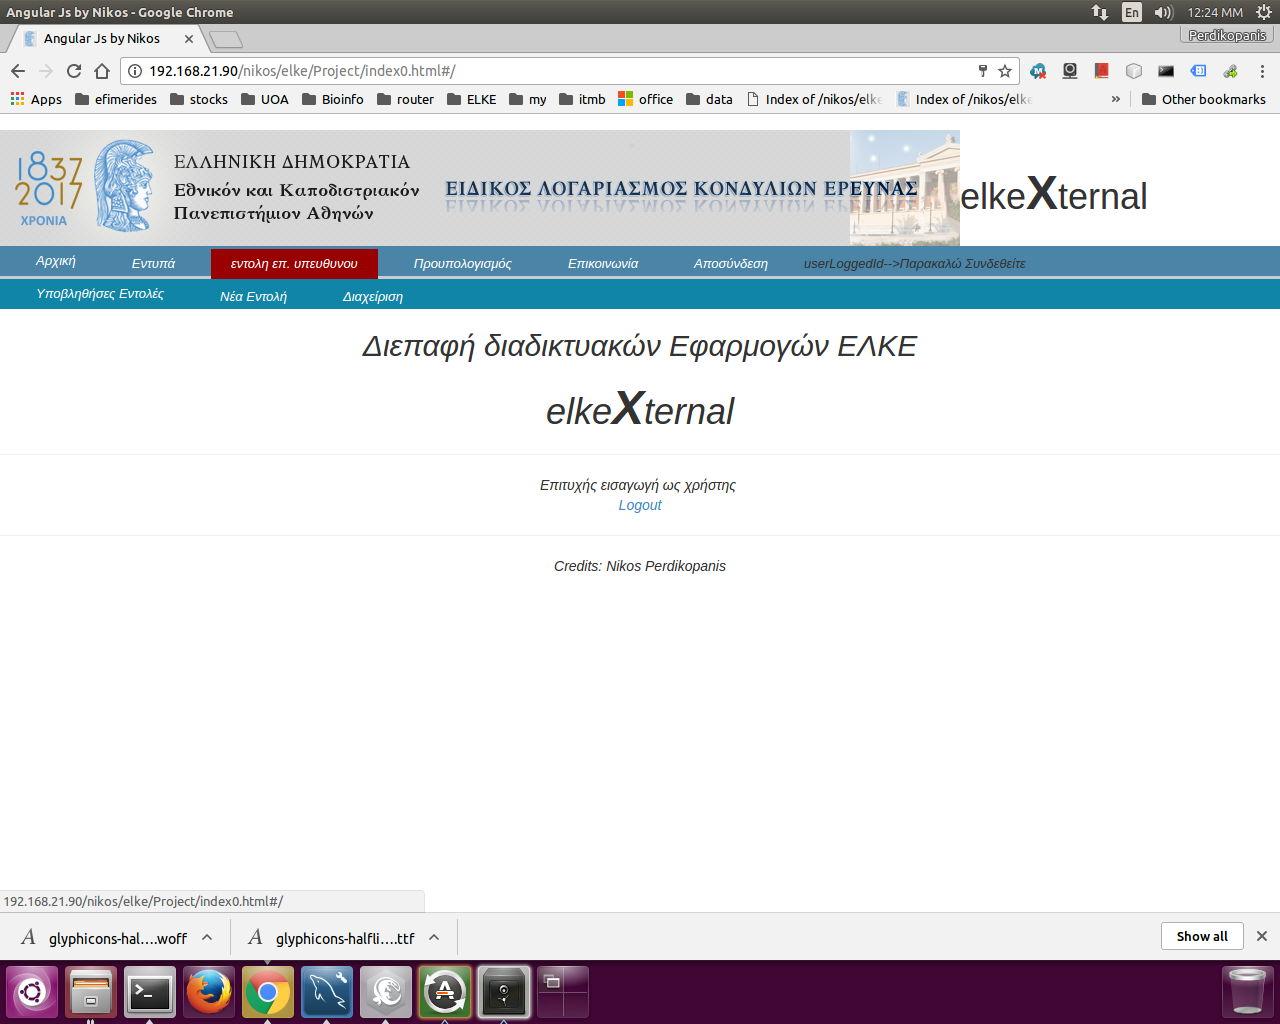 Angular Js by Nikos - Google Chrome
En
12:24 MM
Angular Js by Nikos
Perdikopanis
192.168.21.90/nikos/elke/Project/index0.html#/
Apps efimerides stocks UOA Bioinfo router ELKE my itmb office data Index of /nikos/elke Index of /nikos/elke » Other bookmarks
1837
2017
ΧΡΟΝΙΑ
ΕΛΛΗΝΙΚΗ ΔΗΜΟΚΡΑΤΙΑ
Εθνικόν και Καποδιστριακόν
Πανεπιστήμιον Αθηνών
ΕΙΔΙΚΟΣ ΛΟΓΑΡΙΑΣΜΟΣ ΚΟΝΔΥΛΙΩΝ ΕΡΕΥΝΑΣ
elkeXternal
Αρχική Εντυπά εντολη επ. υπευθυνου Προυπολογισμός Επικοινωνία Αποσύνδεση userLoggedId-->Παρακαλώ Συνδεθείτε
Υποβληθήσες Εντολές Νέα Εντολή Διαχείριση
Διεπαφή διαδικτυακών Εφαρμογών ΕΛΚΕ
elkeXternal
Επιτυχής εισαγωγή ως χρήστης
Logout
Credits: Nikos Perdikopanis
192.168.21.90/nikos/elke/Project/index0.html#/
glyphicons-hal....woff
glyphicons-halfli....ttf
Show all